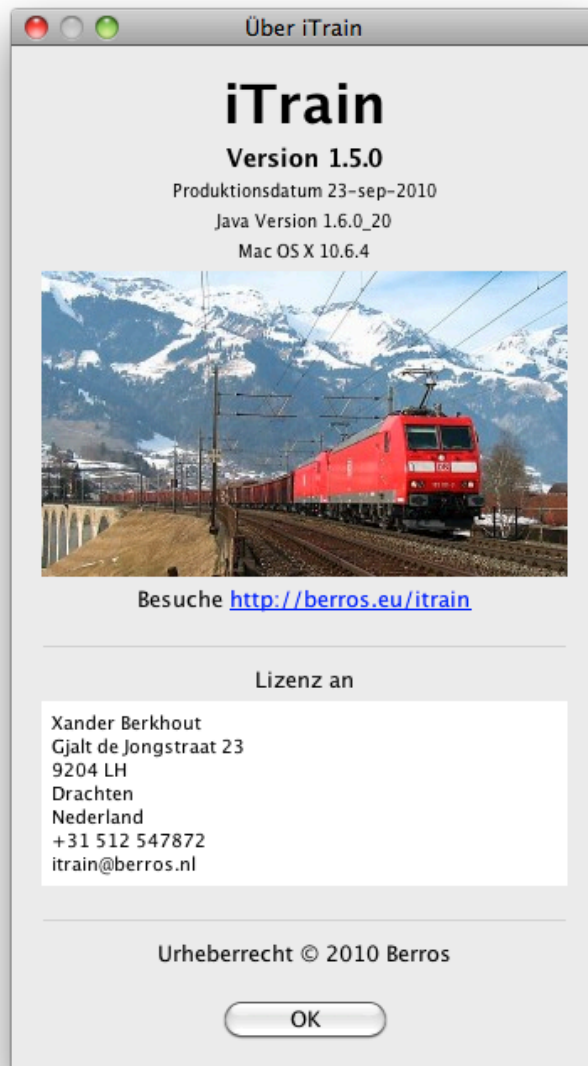 Über iTrain
iTrain
Version 1.5.0
Produktionsdatum 23-sep-2010
Java Version 1.6.0_20
Mac OS X 10.6.4
Besuche http://berros.eu/itrain
Lizenz an
Xander Berkhout
Gjalt de Jongstraat 23
9204 LH
Drachten
Nederland
+31 512 547872
itrain@berros.nl
Urheberrecht © 2010 Berros
OK